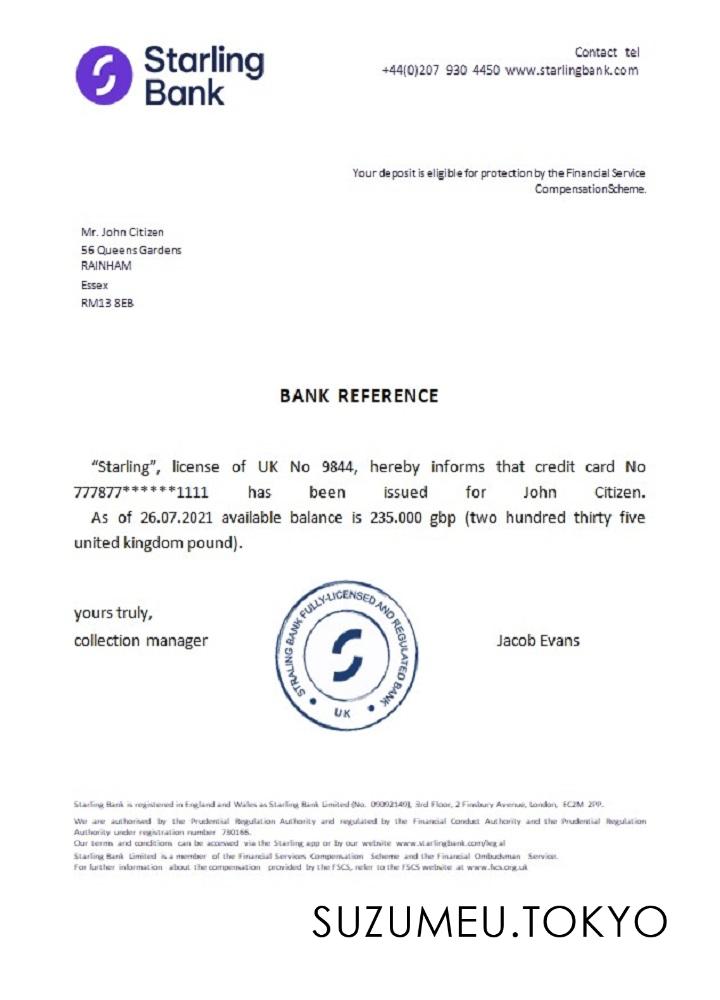 Starling
Bank
Contact tel
+44(0)207 930 4450 www.starlingbank.com
Your deposit is eligible for protection by the Financial Service
CompensationScheme.
Mr. John Citizen
56 Queens Gardens
RAINHAM
Essex
RM13 8EB
BANK REFERENCE
“Starling”, license of UK No 9844, hereby informs that credit card No
777877******1111 has been issued for John Citizen.
As of 26.07.2021 available balance is 235.000 gbp (two hundred thirty five
united kingdom pound).
yours truly,
collection manager
STRALING BANK FULLY-LICENSED AND REGULATED BANK
UK
Jacob Evans
Starling Bank is registered in England and Wales as Starling Bank Limited (No. 09092149), 3rd Floor, 2 Finsbury Avenue, London, EC2M 2PP.
We are authorised by the Prudential Regulation Authority and regulated by the Financial Conduct Authority and the Prudential Regulation
Authority under registration number 730166.
Our terms and conditions can be accessed via the Starling app or by our website www.starlingbank.com/legal
Starling Bank Limited is a member of the Financial Services Compensation Scheme and the Financial Ombudsman Service.
For further information about the compensation provided by the FSCS, refer to the FSCS website at www.fscs.org.uk
SUZUMEU.TOKYO